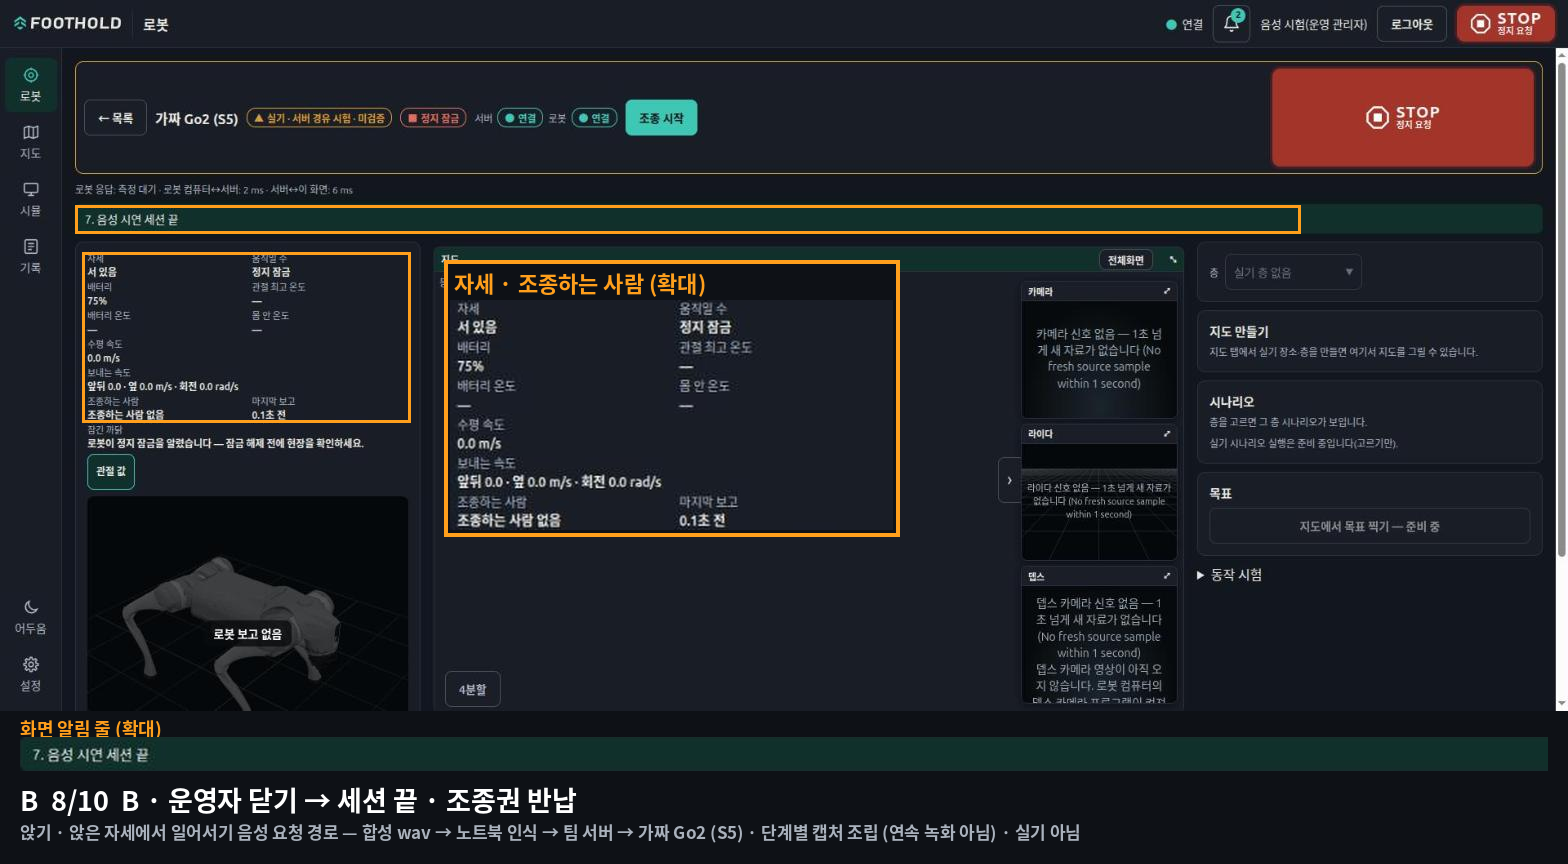 FOOTHOLD 로봇
연결 2 음성 시험(운영 관리자) 로그아웃 STOP 정지 요청
로봇
지도
시뮬
기록
어두움
설정
← 목록 가짜 Go2 (S5) ▲ 실기 · 서버 경유 시험 · 미검증 ■ 정지 잠금 서버 ● 연결 로봇 ● 연결 조종 시작
STOP
정지 요청
로봇 응답: 측정 대기 · 로봇 컴퓨터↔서버: 2 ms · 서버↔이 화면: 6 ms
7. 음성 시연 세션 끝
자세 움직일 수
서 있음 정지 잠금
배터리 관절 최고 온도
75% —
배터리 온도 몸 안 온도
— —
수평 속도
0.0 m/s
보내는 속도
앞뒤 0.0 · 옆 0.0 m/s · 회전 0.0 rad/s
조종하는 사람 마지막 보고
조종하는 사람 없음 0.1초 전
잠긴 까닭
로봇이 정지 잠금을 알렸습니다 — 잠금 해제 전에 현장을 확인하세요.
관절 값
로봇 보고 없음
지도 전체화면
자세 · 조종하는 사람 (확대)
자세 움직일 수
서 있음 정지 잠금
배터리 관절 최고 온도
75% —
배터리 온도 몸 안 온도
— —
수평 속도
0.0 m/s
보내는 속도
앞뒤 0.0 · 옆 0.0 m/s · 회전 0.0 rad/s
조종하는 사람 마지막 보고
조종하는 사람 없음 0.1초 전
4분할
카메라
카메라 신호 없음 — 1초 넘
게 새 자료가 없습니다 (No
fresh source sample
within 1 second)
라이다
라이다 신호 없음 — 1초 넘게 새 자료가
없습니다 (No fresh source sample
within 1 second)
뎁스
뎁스 카메라 신호 없음 — 1
초 넘게 새 자료가 없습니다
(No fresh source sample
within 1 second)
뎁스 카메라 영상이 아직 오
지 않습니다. 로봇 컴퓨터의
뎁스 카메라 프로그램이 켜져
층 실기 층 없음 ▼
지도 만들기
지도 탭에서 실기 장소·층을 만들면 여기서 지도를 그릴 수 있습니다.
시나리오
층을 고르면 그 층 시나리오가 보입니다.
실기 시나리오 실행은 준비 중입니다(고르기만).
목표
지도에서 목표 찍기 — 준비 중
▶ 동작 시험
화면 알림 줄 (확대)
7. 음성 시연 세션 끝
B 8/10 B · 운영자 닫기 → 세션 끝 · 조종권 반납
앉기 · 앉은 자세에서 일어서기 음성 요청 경로 — 합성 wav → 노트북 인식 → 팀 서버 → 가짜 Go2 (S5) · 단계별 캡처 조립 (연속 녹화 아님) · 실기 아님